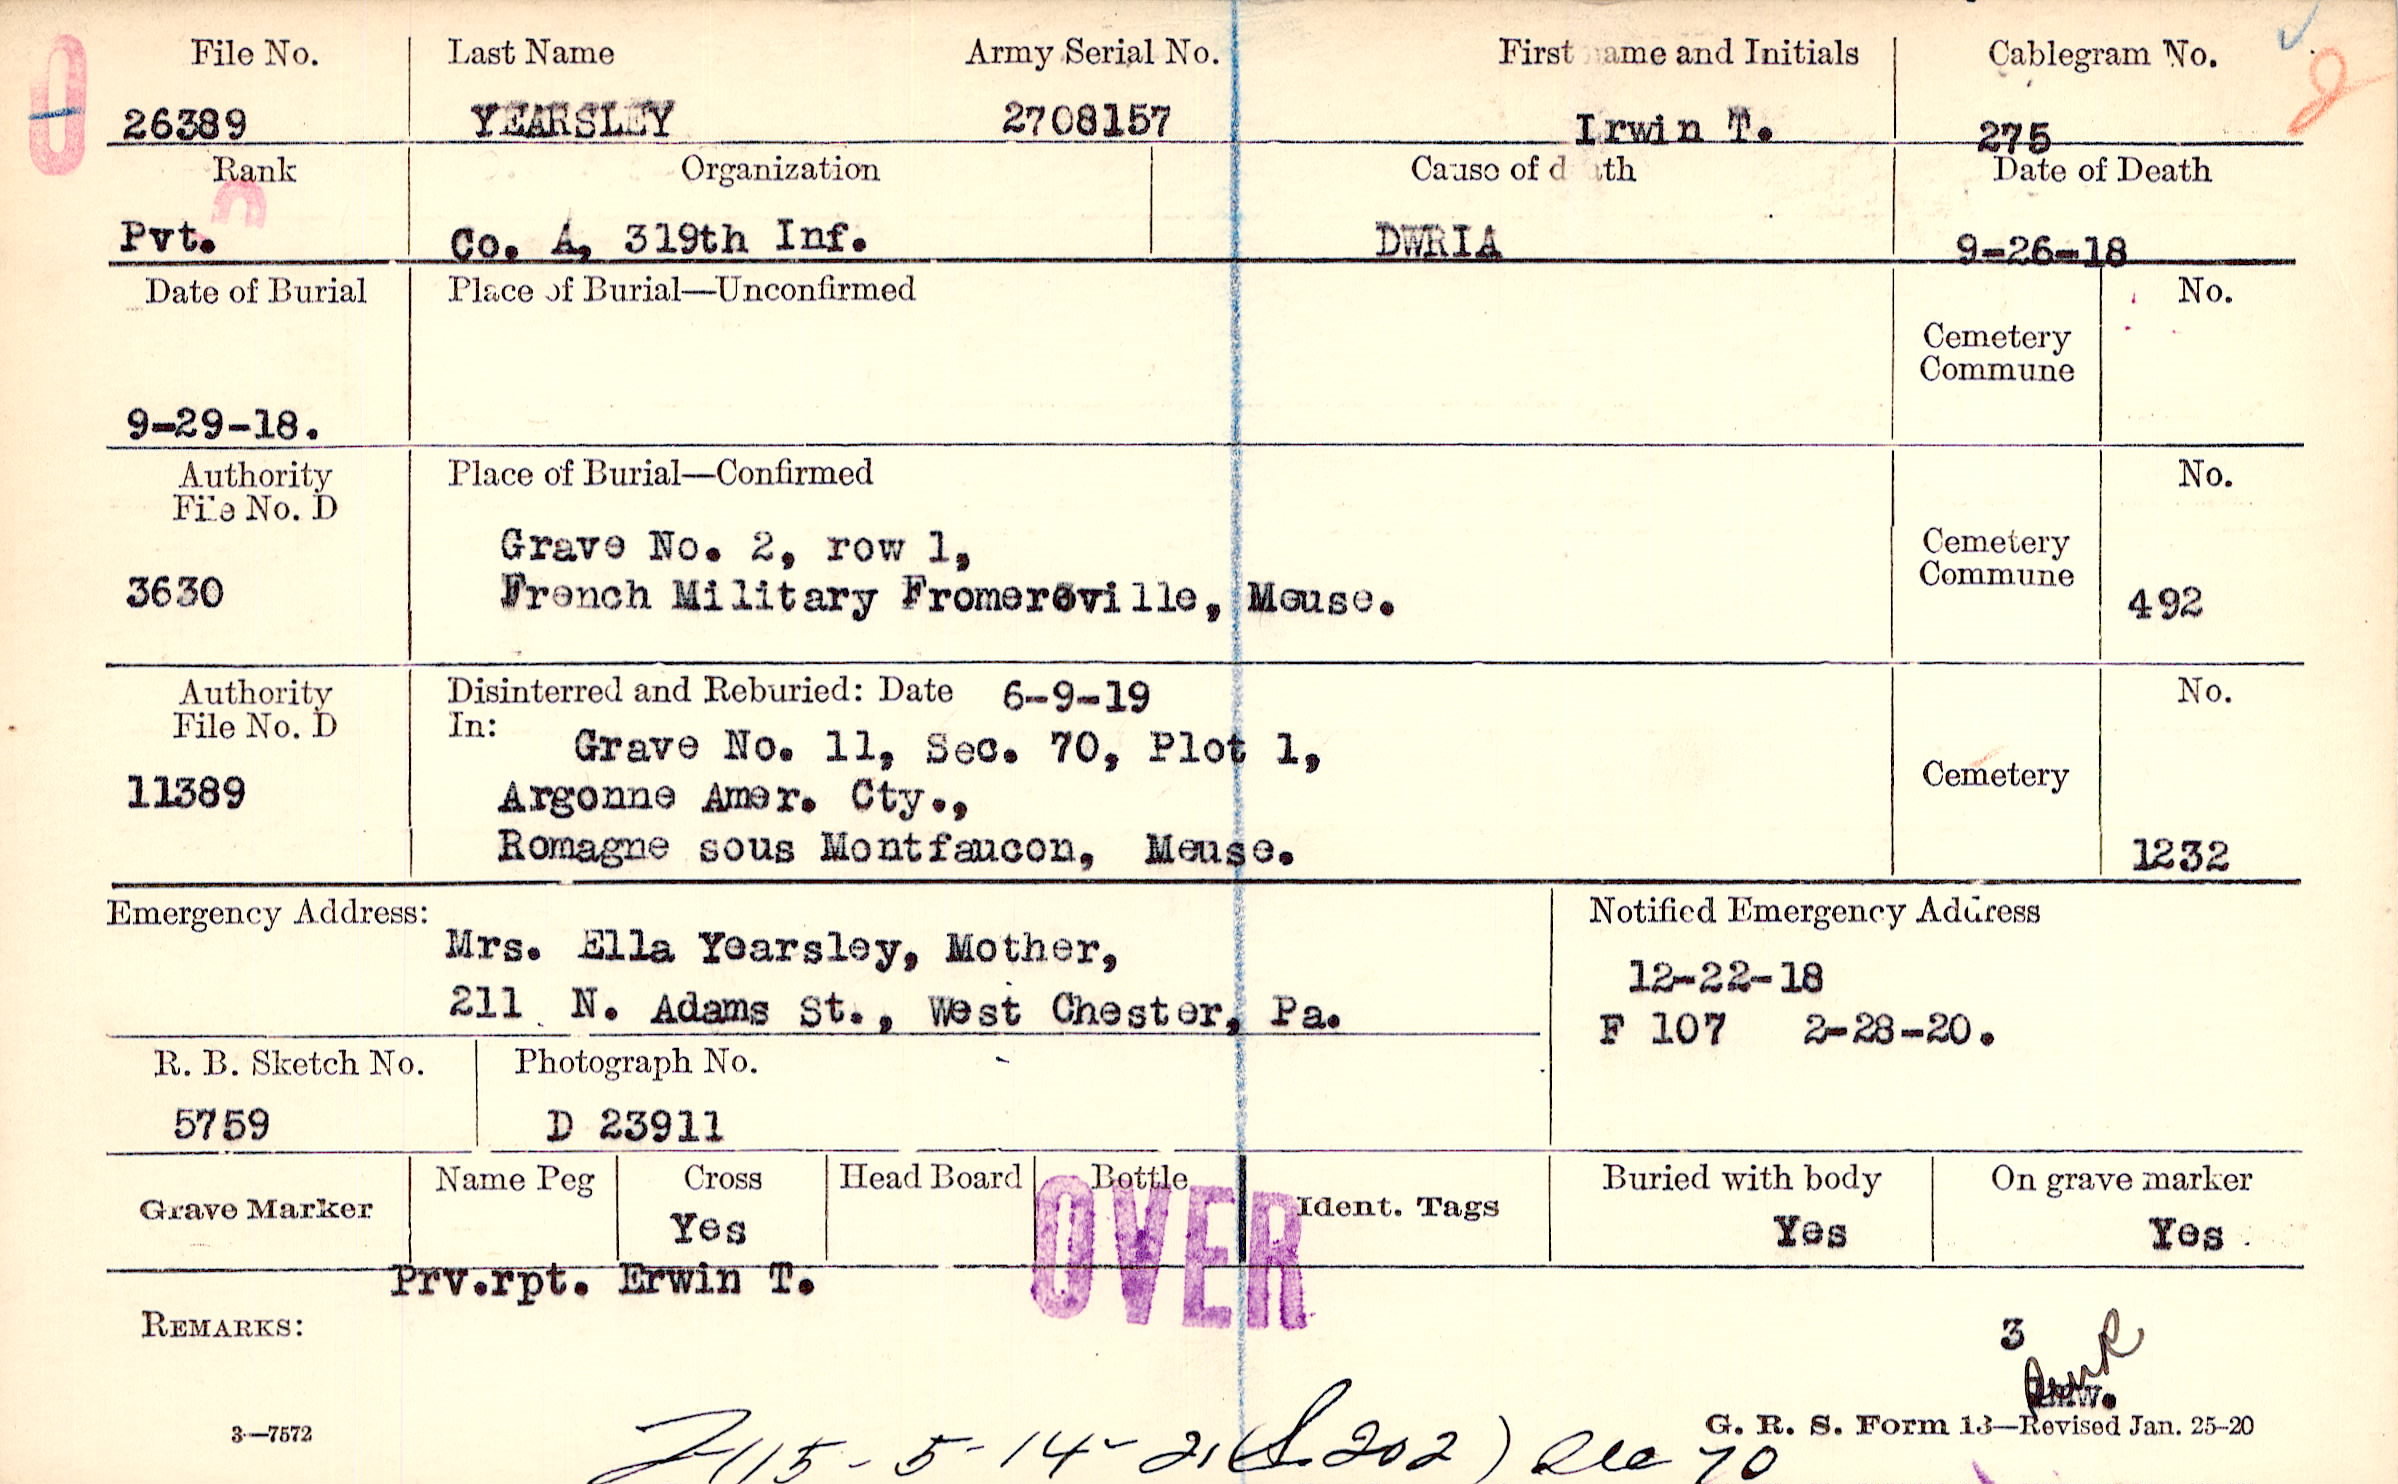 File No. Last Name Army Serial No. First ame and Initials Cablegram No.
26389 YEARSLEY 2708157 Irwin T. 275
Rank Organization Cause of d th Date of Death
Pvt. Co. A, 319th Inf. DWRIA 9-26-18
Date of Burial Place of Burial—Unconfirmed No.
Cemetery
Commune
9-29-18.
Authority Place of Burial—Confirmed No.
File No. D
Grave No. 2, row 1, Cemetery
3630 French Military Fromeréville, Meuse. Commune 492
Authority Disinterred and Reburied: Date 6-9-19 No.
File No. D In: Grave No. 11, Sec. 70, Plot 1,
11389 Argonne Amer. Cty., Cemetery
Romagne sous Montfaucon, Meuse. 1232
Emergency Address: Notified Emergency Address
Mrs. Ella Yearsley, Mother, 12-22-18
211 N. Adams St., West Chester, Pa. F 107 2-28-20.
R. B. Sketch No. Photograph No.
5759 D 23911
Grave Marker Name Peg Cross Head Board Bottle Ident. Tags Buried with body On grave marker
Yes Yes Yes
OVER
Prv.rpt. Erwin T.
REMARKS:
3
3—7572 G. R. S. Form 13—Revised Jan. 25-20
115-5-14-21 (S.202) 70